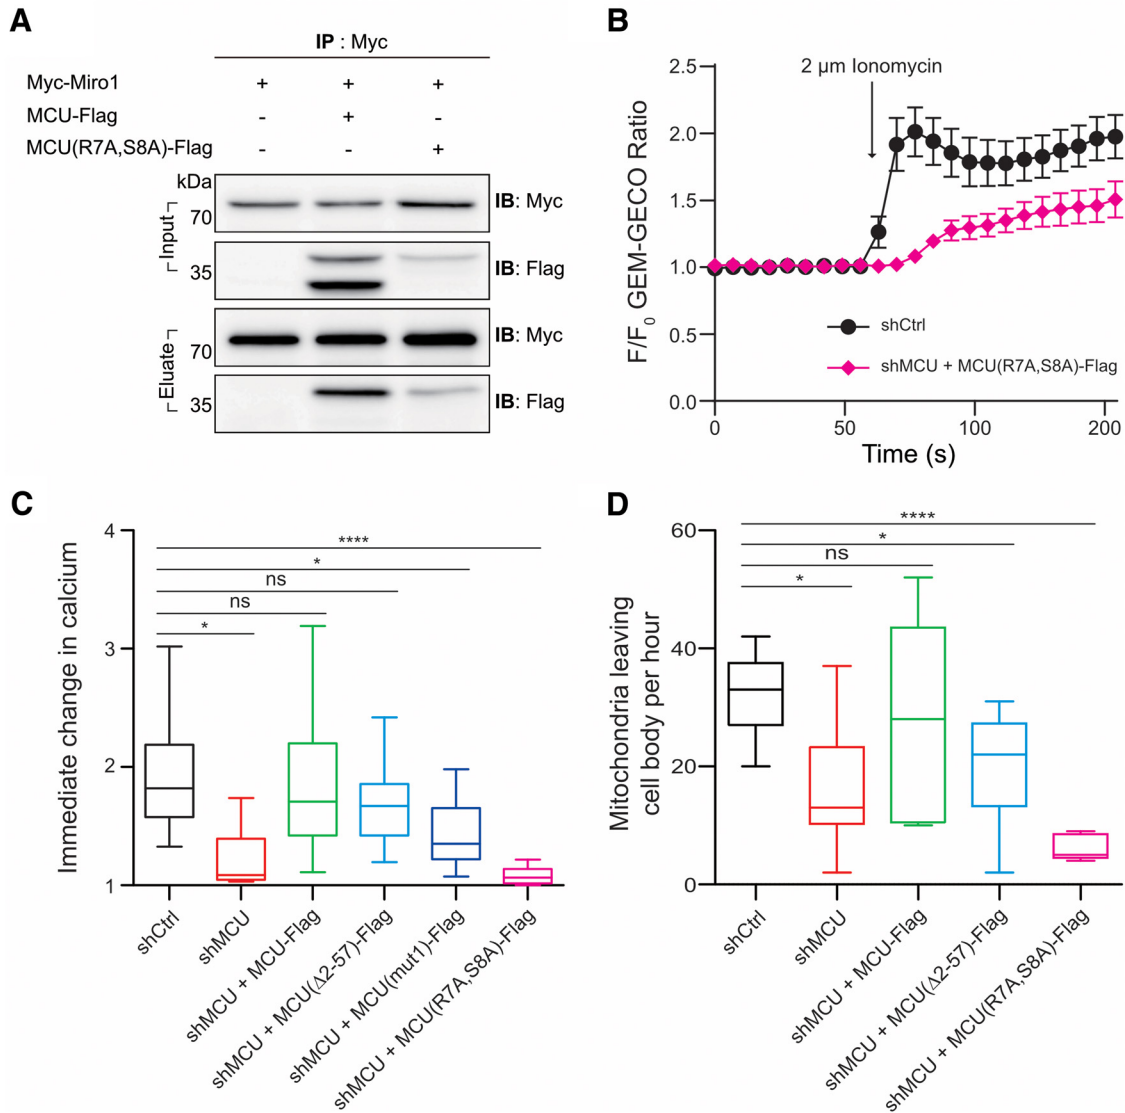 A
IP : Myc
Myc-Miro1 + + +
MCU-Flag - + -
MCU(R7A,S8A)-Flag - - +
kDa
Input
70
IB: Myc
35
IB: Flag
Eluate
70
IB: Myc
35
IB: Flag
B
2 µm Ionomycin
F/F0 GEM-GECO Ratio
2.5
2.0
1.5
1.0
0.5
0.0
shCtrl
shMCU + MCU(R7A,S8A)-Flag
0 50 100 200
Time (s)
C
Immediate change in calcium
4
3
2
1
****
*
ns
ns
*
shCtrl
shMCU
shMCU + MCU-Flag
shMCU + MCU(Δ2-57)-Flag
shMCU + MCU(mut1)-Flag
shMCU + MCU(R7A,S8A)-Flag
D
Mitochondria leaving
cell body per hour
60
40
20
0
****
*
ns
*
shCtrl
shMCU
shMCU + MCU-Flag
shMCU + MCU(Δ2-57)-Flag
shMCU + MCU(R7A,S8A)-Flag